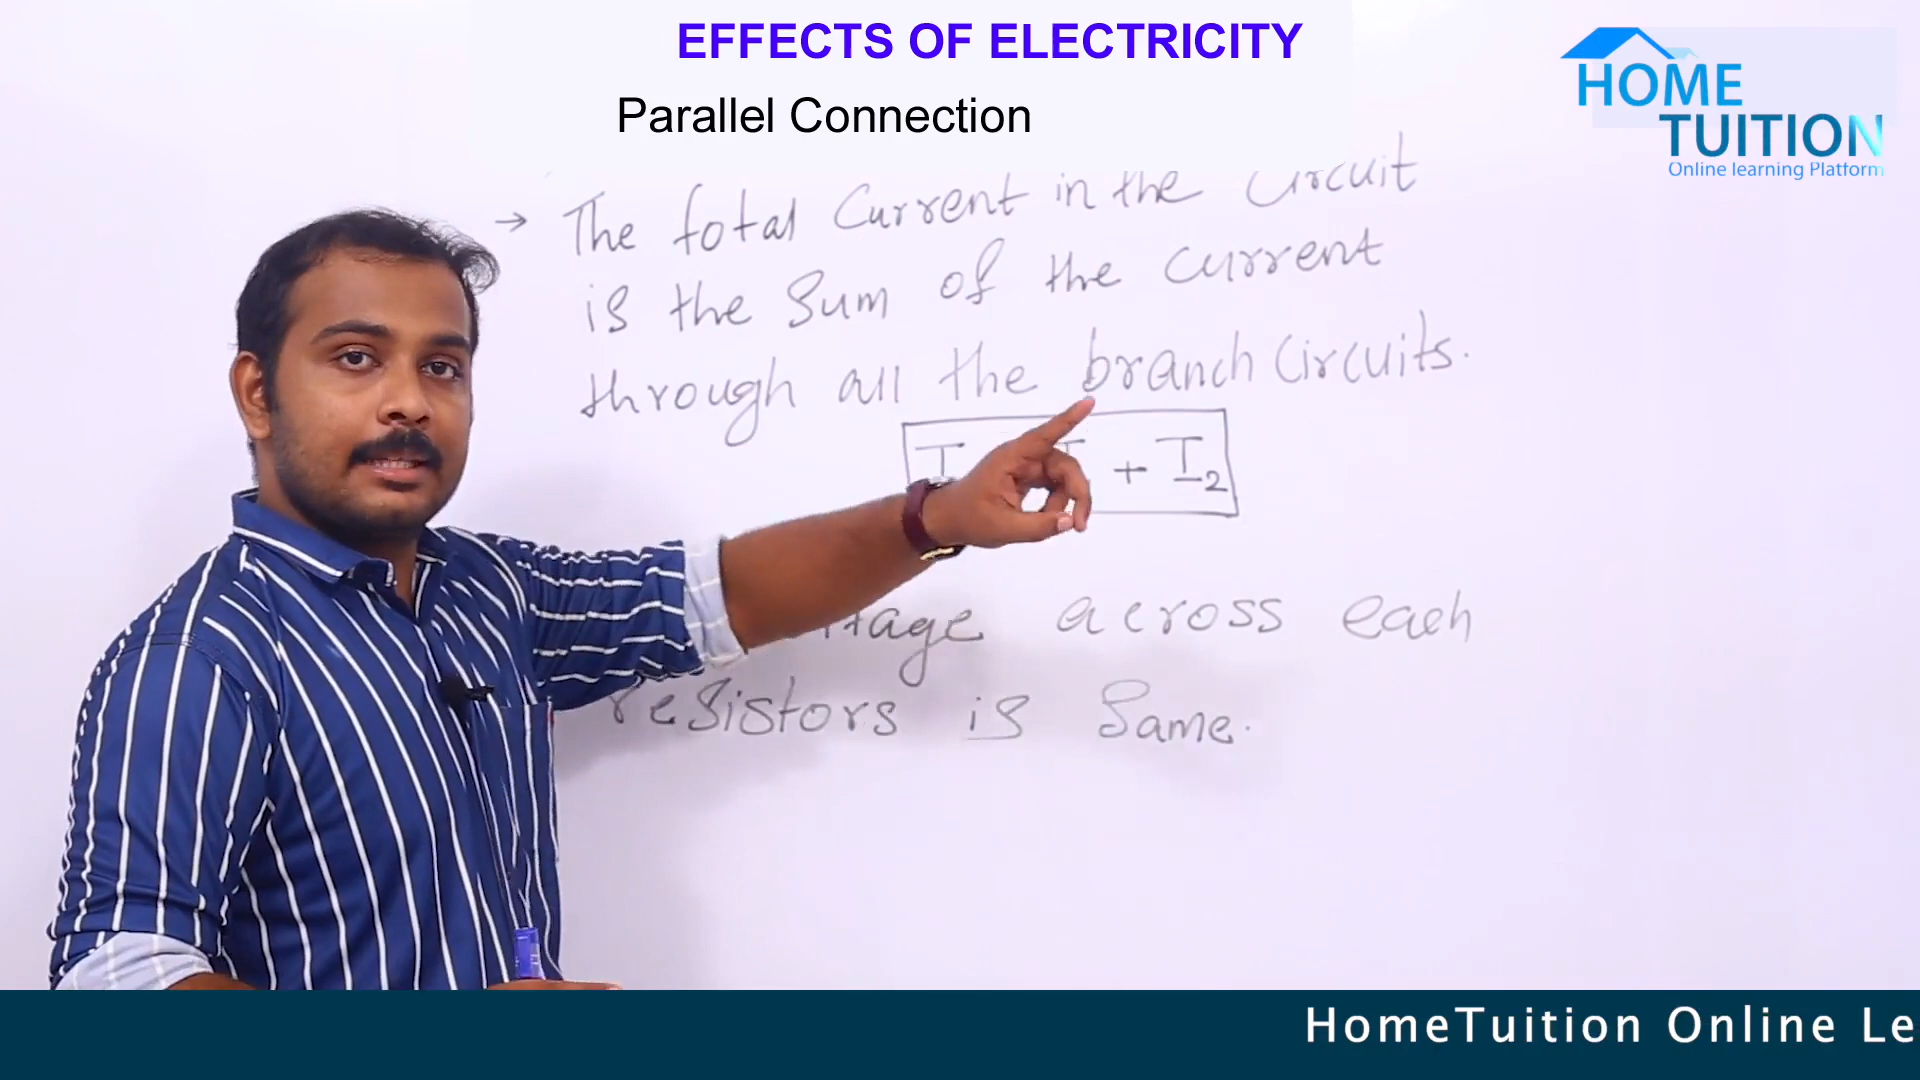 EFFECTS OF ELECTRICITY
Parallel Connection
HOME
TUITION
Online learning Platform
→ The total Current in the circuit
is the sum of the current
through all the branch circuits.
I + I2
across each
resistors is same.
HomeTuition Online Le